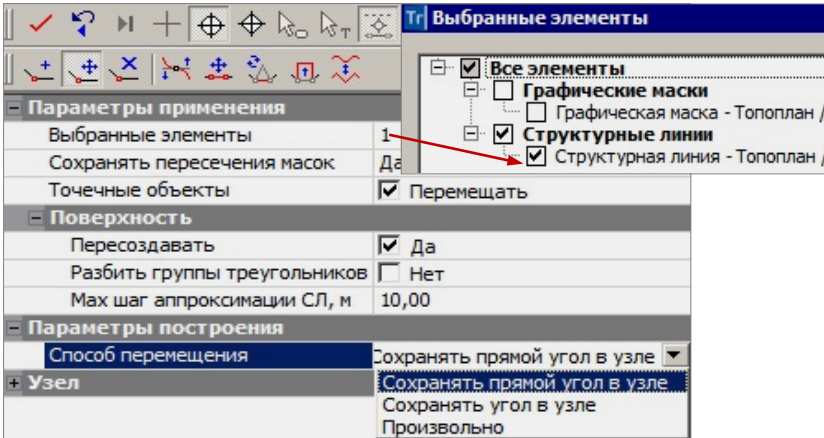 Tr Выбранные элементы
Все элементы
Графические маски
Графическая маска - Топоплан /
Структурные линии
Структурная линия - Топоплан /
Параметры применения
Выбранные элементы 1
Сохранять пересечения масок Да
Точечные объекты Перемещать
Поверхность
Пересоздавать Да
Разбить группы треугольников Нет
Мах шаг аппроксимации СЛ, м 10,00
Параметры построения
Способ перемещения Сохранять прямой угол в узле
Сохранять прямой угол в узле
Узел
Сохранять угол в узле
Произвольно